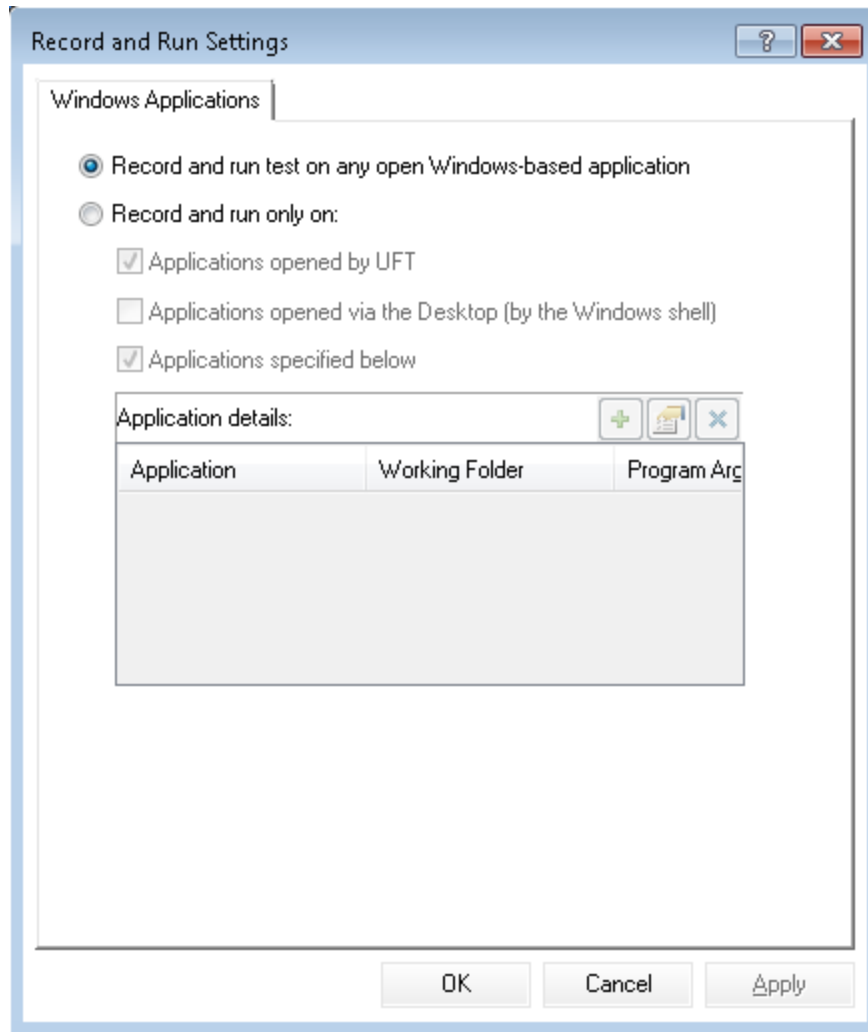 Record and Run Settings
Windows Applications
Record and run test on any open Windows-based application
Record and run only on:
Applications opened by UFT
Applications opened via the Desktop (by the Windows shell)
Applications specified below
Application details:
Application Working Folder Program Arg
OK Cancel Apply